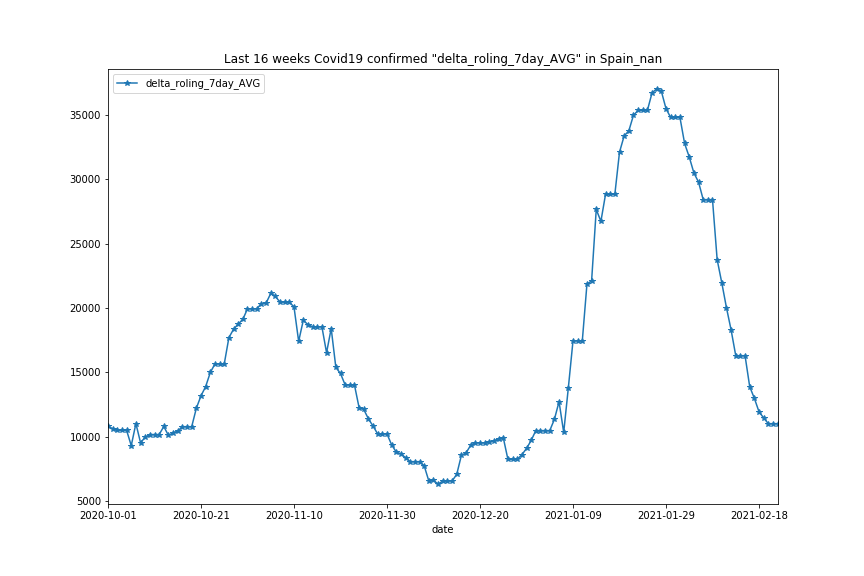 Last 16 weeks Covid19 confirmed "delta_roling_7day_AVG" in Spain_nan
delta_roling_7day_AVG
35000
30000
25000
20000
15000
10000
5000
2020-10-01 2020-10-21 2020-11-10 2020-11-30 2020-12-20 2021-01-09 2021-01-29 2021-02-18
date